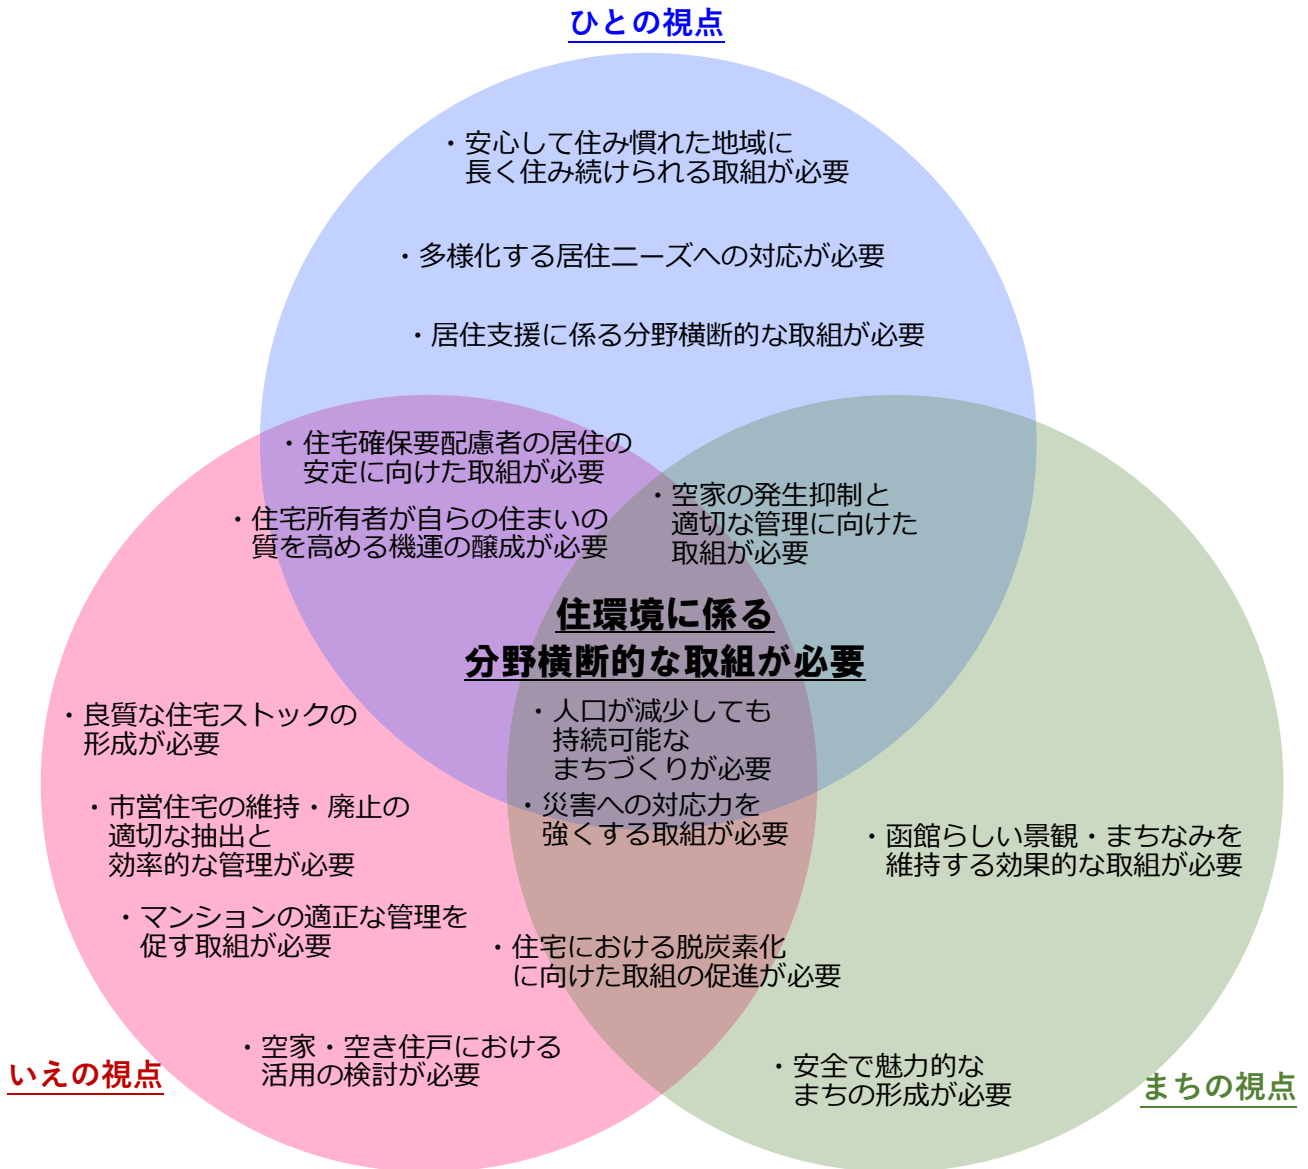 ひとの視点
・安心して住み慣れた地域に
長く住み続けられる取組が必要
・多様化する居住ニーズへの対応が必要
・居住支援に係る分野横断的な取組が必要
・住宅確保要配慮者の居住の
安定に向けた取組が必要
・住宅所有者が自らの住まいの
質を高める機運の醸成が必要
・空家の発生抑制と
適切な管理に向けた
取組が必要
住環境に係る
分野横断的な取組が必要
・人口が減少しても
持続可能な
まちづくりが必要
・災害への対応力を
強くする取組が必要
・良質な住宅ストックの
形成が必要
・市営住宅の維持・廃止の
適切な抽出と
効率的な管理が必要
・マンションの適正な管理を
促す取組が必要
・住宅における脱炭素化
に向けた取組の促進が必要
・空家・空き住戸における
活用の検討が必要
いえの視点
・函館らしい景観・まちなみを
維持する効果的な取組が必要
・安全で魅力的な
まちの形成が必要
まちの視点